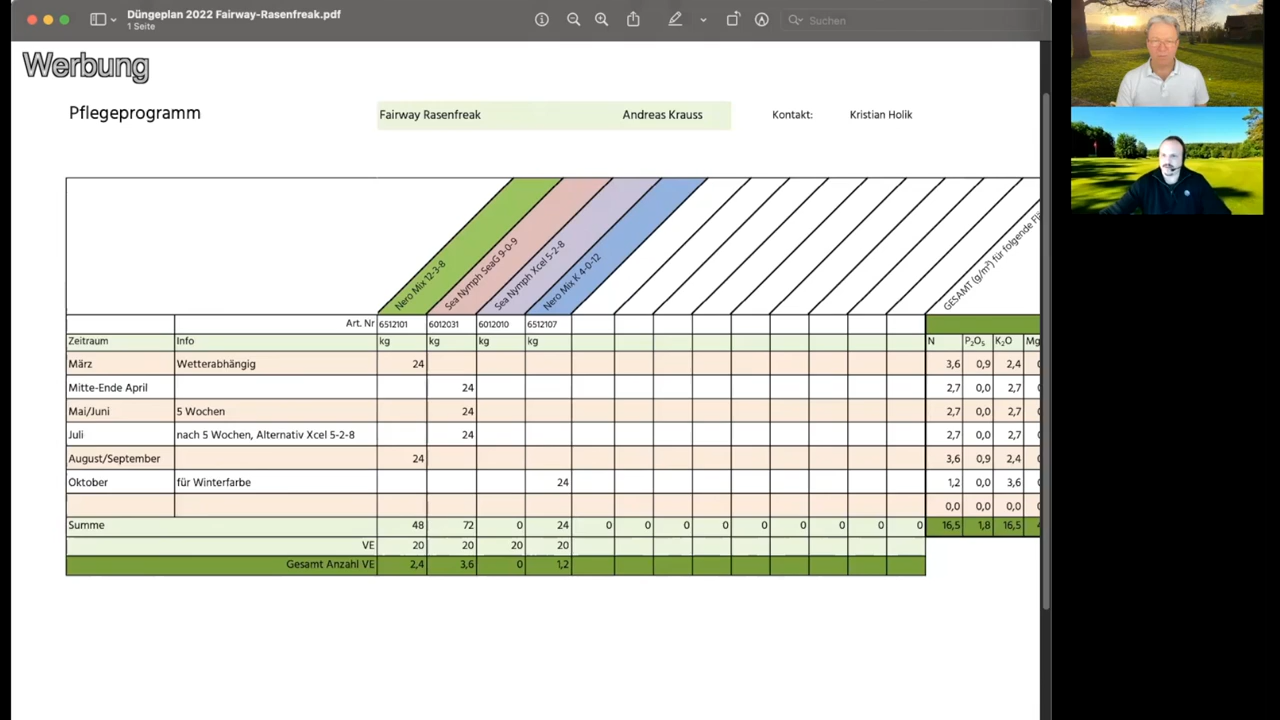 Düngeplan 2022 Fairway-Rasenfreak.pdf
1 Seite
Suchen
Werbung
Pflegeprogramm
Fairway Rasenfreak Andreas Krauss Kontakt: Kristian Holik
Nero Mix 12-3-8
Sea Nymph SeaG 9-0-9
Sea Nymph Xcel 5-2-8
Nero Mix K 4-0-12
GESAMT (g/m²) für folgende
Art. Nr 6512101 6012031 6012010 6512107
Zeitraum Info kg kg kg kg N P₂O₅ K₂O Mg
März Wetterabhängig 24 3,6 0,9 2,4
Mitte-Ende April 24 2,7 0,0 2,7
Mai/Juni 5 Wochen 24 2,7 0,0 2,7
Juli nach 5 Wochen, Alternativ Xcel 5-2-8 24 2,7 0,0 2,7
August/September 24 3,6 0,9 2,4
Oktober für Winterfarbe 24 1,2 0,0 3,6
0,0 0,0 0,0
Summe 48 72 0 24 0 0 0 0 0 0 0 0 0 16,5 1,8 16,5
VE 20 20 20 20
Gesamt Anzahl VE 2,4 3,6 0 1,2